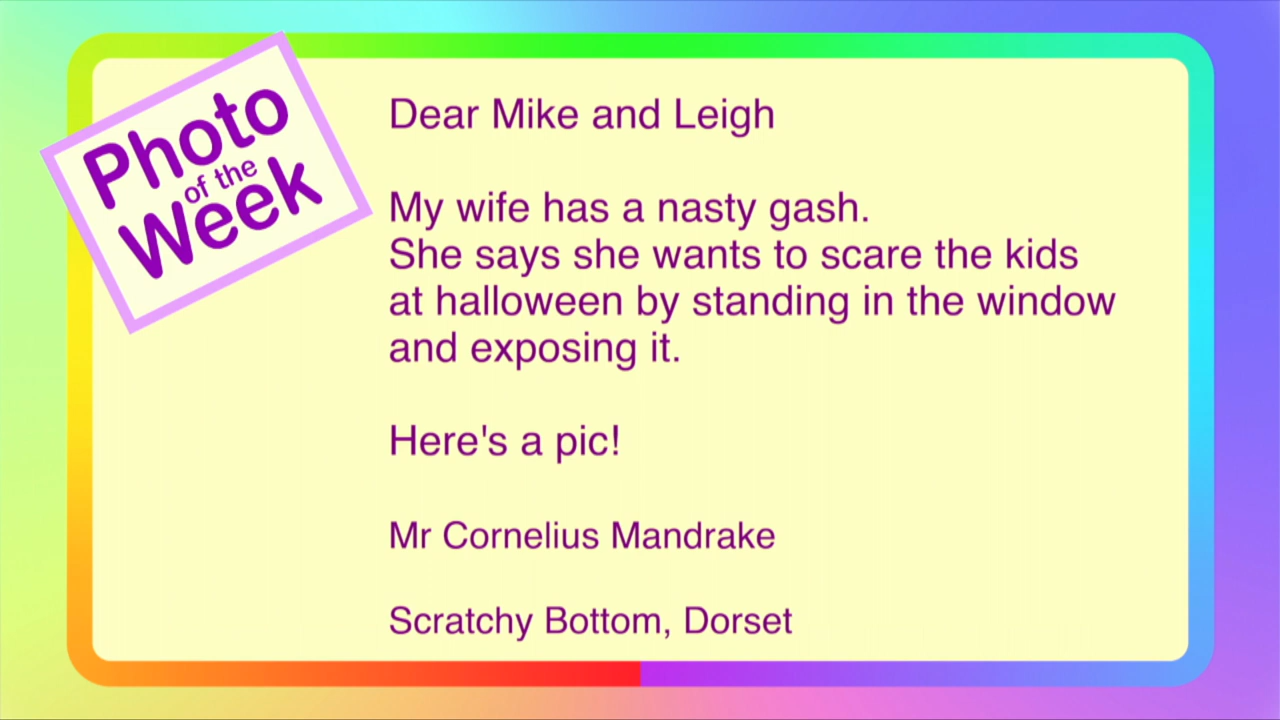 Photo
of the
Week
Dear Mike and Leigh
My wife has a nasty gash.
She says she wants to scare the kids
at halloween by standing in the window
and exposing it.
Here's a pic!
Mr Cornelius Mandrake
Scratchy Bottom, Dorset